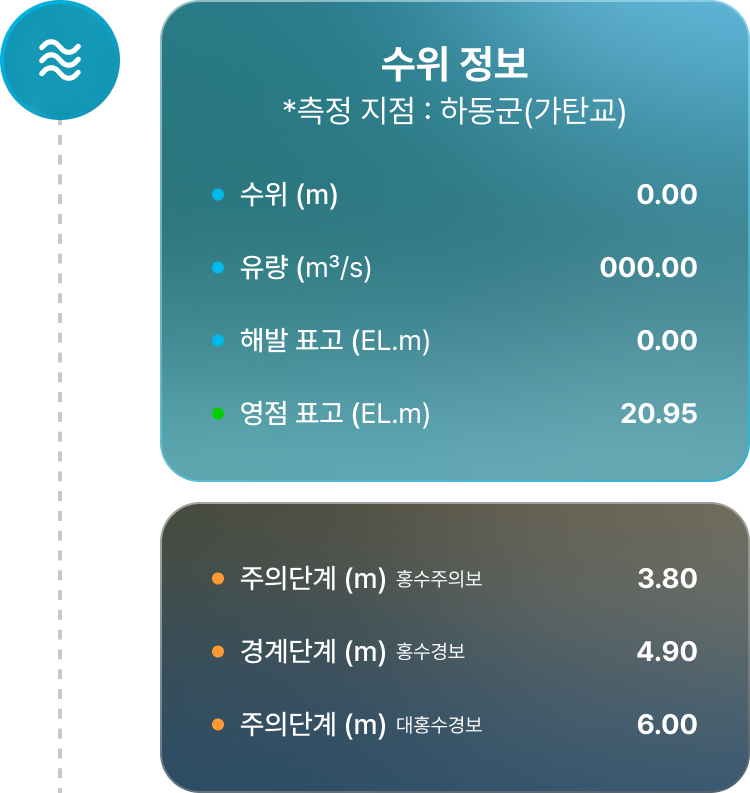 수위 정보
*측정 지점 : 하동군(가탄교)
수위 (m) 0.00
유량 (m³/s) 000.00
해발 표고 (EL.m) 0.00
영점 표고 (EL.m) 20.95
주의단계 (m) 홍수주의보 3.80
경계단계 (m) 홍수경보 4.90
주의단계 (m) 대홍수경보 6.00